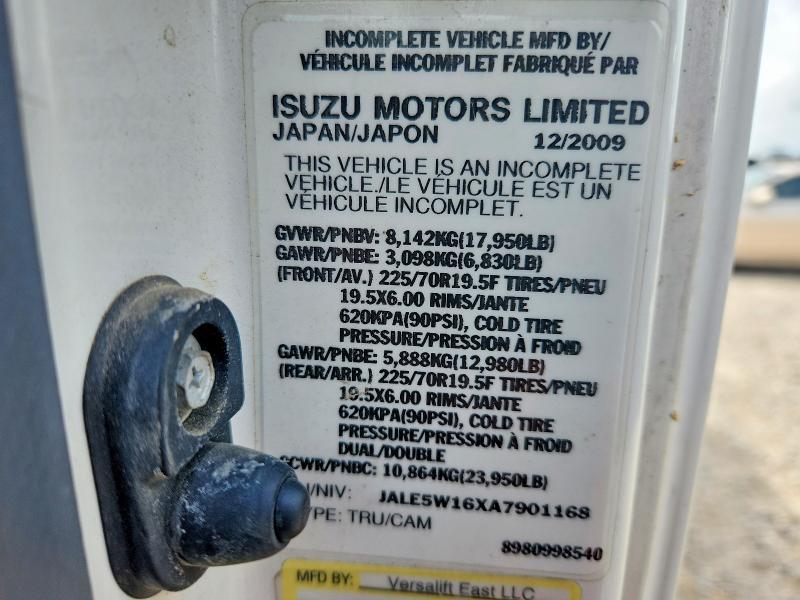 INCOMPLETE VEHICLE MFD BY/
VÉHICULE INCOMPLET FABRIQUÉ PAR
ISUZU MOTORS LIMITED
JAPAN/JAPON 12/2009
THIS VEHICLE IS AN INCOMPLETE
VEHICLE./LE VÉHICULE EST UN
VÉHICULE INCOMPLET.
GVWR/PNBV: 8,142KG(17,950LB)
GAWR/PNBE: 3,098KG(6,830LB)
(FRONT/AV.) 225/70R19.5F TIRES/PNEU
19.5X6.00 RIMS/JANTE
620KPA(90PSI), COLD TIRE
PRESSURE/PRESSION À FROID
GAWR/PNBE: 5,888KG(12,980LB)
(REAR/ARR.) 225/70R19.5F TIRES/PNEU
19.5X6.00 RIMS/JANTE
620KPA(90PSI), COLD TIRE
PRESSURE/PRESSION À FROID
DUAL/DOUBLE
GCWR/PNBC: 10,864KG(23,950LB)
/NIV: JALE5W16XA7901168
PE: TRU/CAM
8980998540
MFD BY: Versalift East LLC